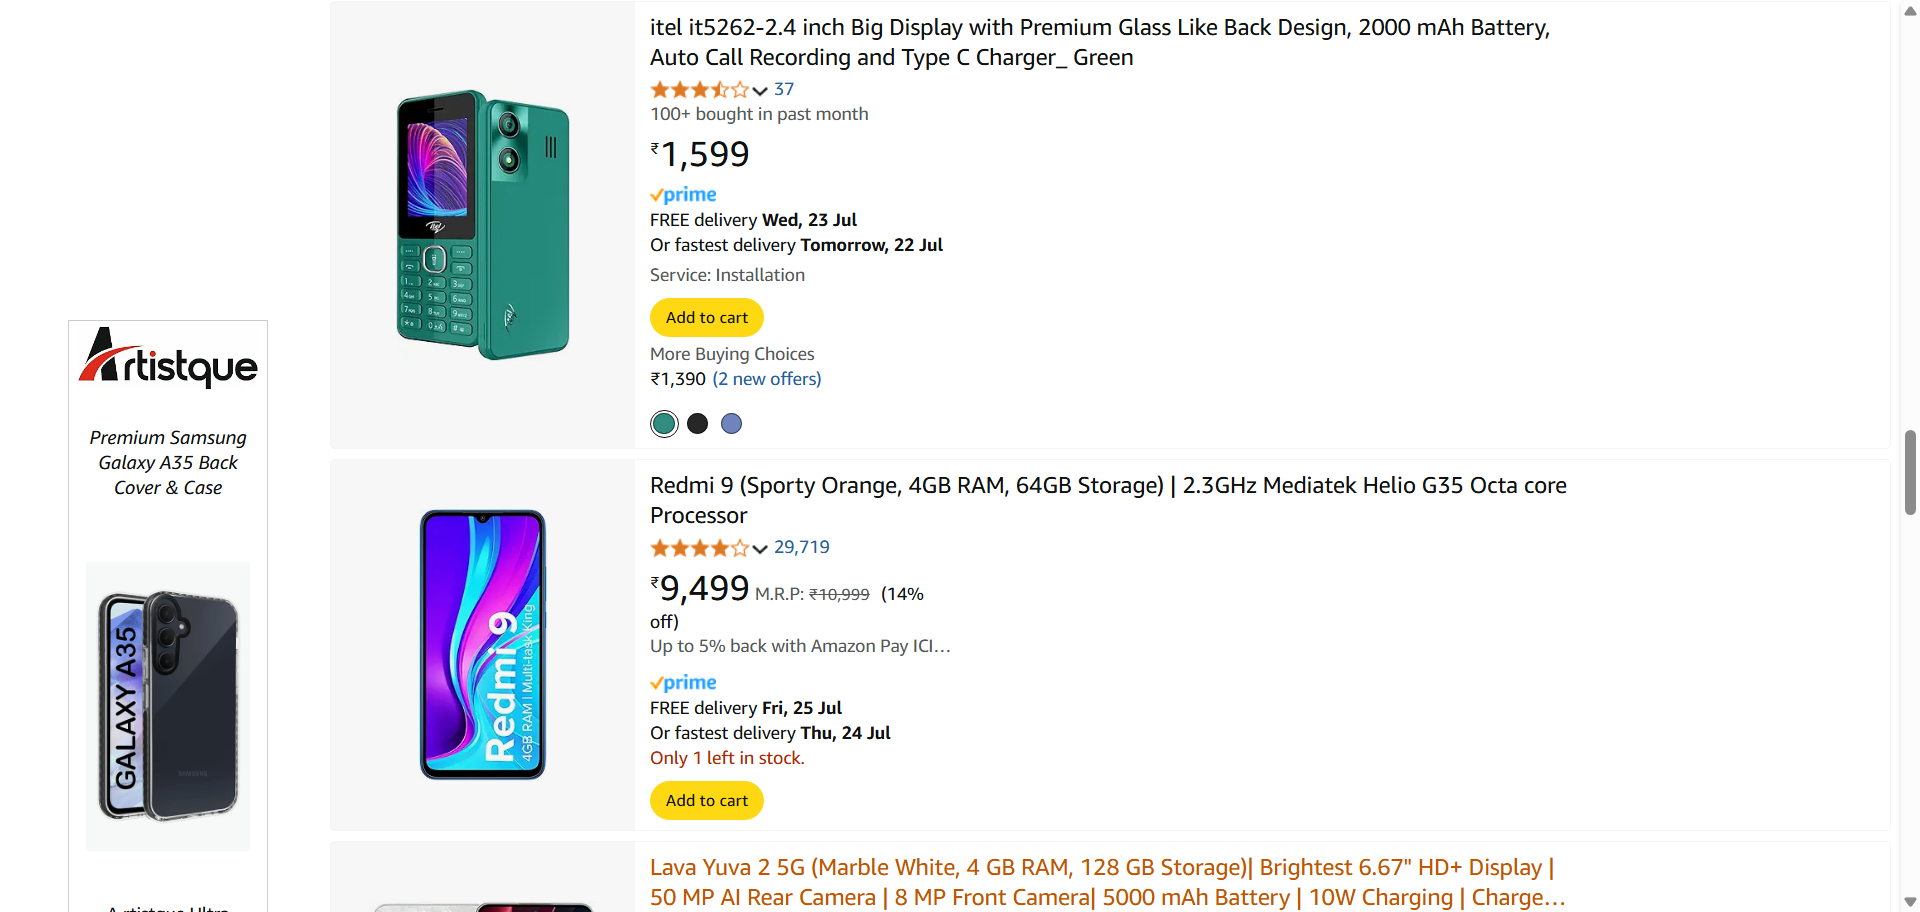 itel it5262-2.4 inch Big Display with Premium Glass Like Back Design, 2000 mAh Battery,
Auto Call Recording and Type C Charger_ Green
37
100+ bought in past month
₹1,599
prime
FREE delivery Wed, 23 Jul
Or fastest delivery Tomorrow, 22 Jul
Service: Installation
Add to cart
More Buying Choices
₹1,390 (2 new offers)
itel
Artistque
Premium Samsung
Galaxy A35 Back
Cover & Case
GALAXY A35
SAMSUNG
Redmi 9 (Sporty Orange, 4GB RAM, 64GB Storage) | 2.3GHz Mediatek Helio G35 Octa core
Processor
29,719
₹9,499 M.R.P: ₹10,999 (14%
off)
Up to 5% back with Amazon Pay ICI…
prime
FREE delivery Fri, 25 Jul
Or fastest delivery Thu, 24 Jul
Only 1 left in stock.
Add to cart
Redmi 9
4GB RAM | Multi-task King
Lava Yuva 2 5G (Marble White, 4 GB RAM, 128 GB Storage)| Brightest 6.67" HD+ Display |
50 MP AI Rear Camera | 8 MP Front Camera| 5000 mAh Battery | 10W Charging | Charge…